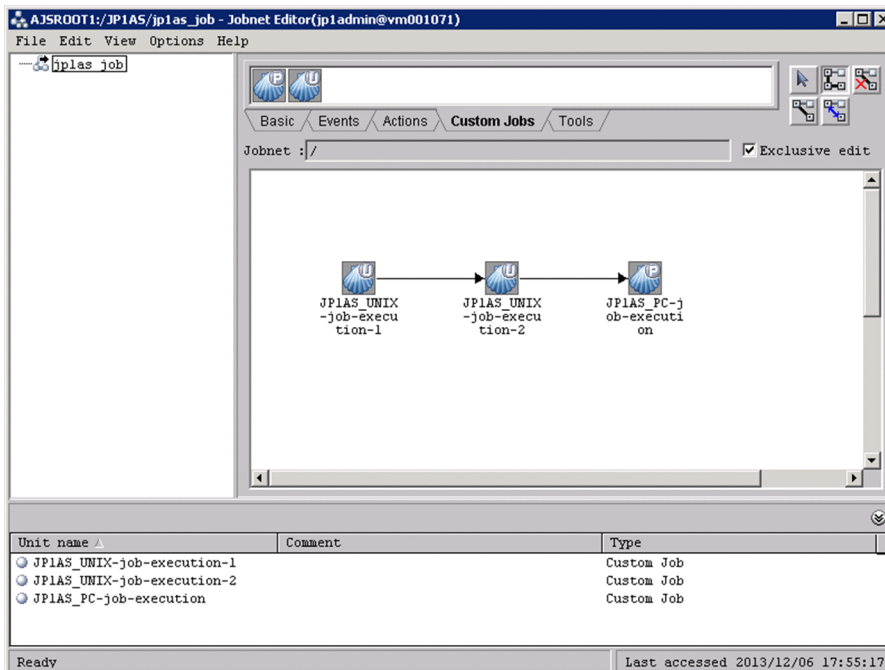 AJSROOT1:/JP1AS/jp1as_job - Jobnet Editor(jp1admin@vm001071)
File Edit View Options Help
jp1as job
P U
Basic Events Actions Custom Jobs Tools
Jobnet : /
Exclusive edit
U U P
JP1AS_UNIX
-job-execu
tion-1
JP1AS_UNIX
-job-execu
tion-2
JP1AS_PC-j
ob-executi
on
Unit name Comment Type
JP1AS_UNIX-job-execution-1 Custom Job
JP1AS_UNIX-job-execution-2 Custom Job
JP1AS_PC-job-execution Custom Job
Ready
Last accessed 2013/12/06 17:55:17